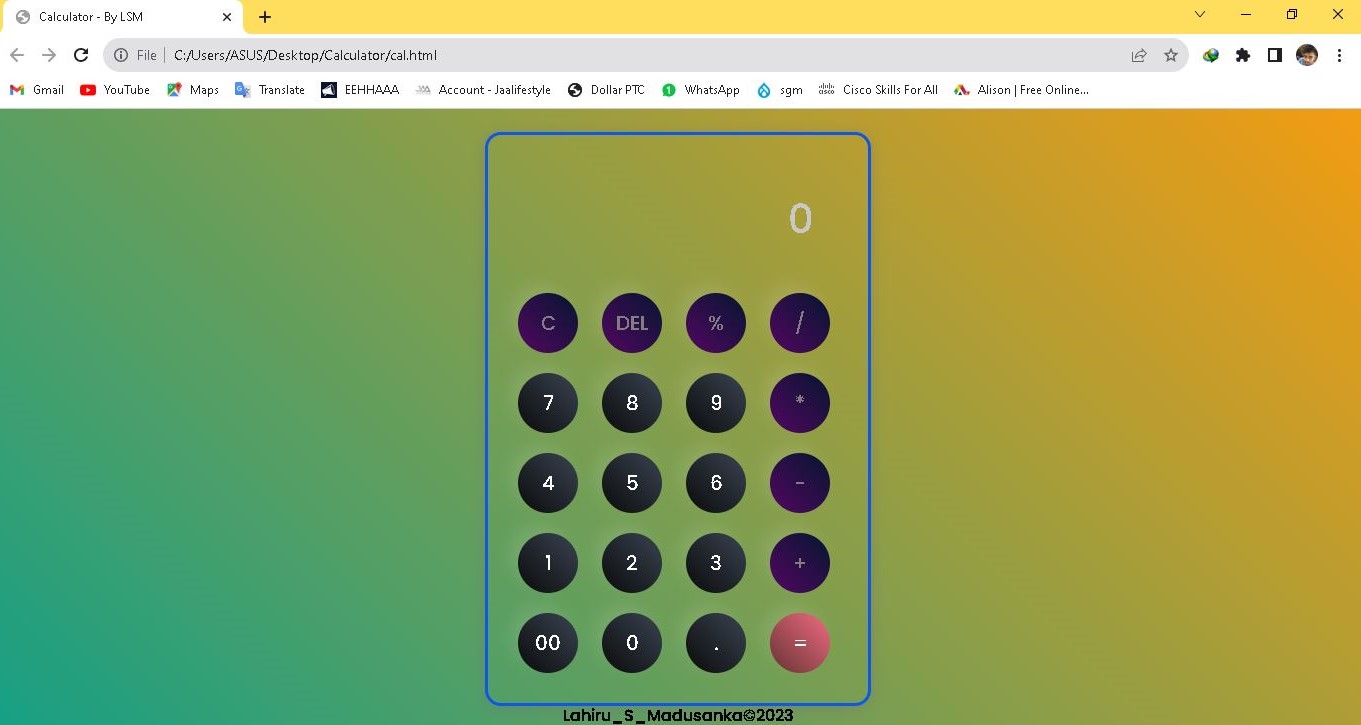 Calculator - By LSM
File C:/Users/ASUS/Desktop/Calculator/cal.html
Gmail YouTube Maps Translate EEHHAAA Account - Jaalifestyle Dollar PTC WhatsApp sgm Cisco Skills For All Alison | Free Online...
0
C DEL % /
7 8 9 *
4 5 6 -
1 2 3 +
00 0 . =
Lahiru_S_Madusanka©2023